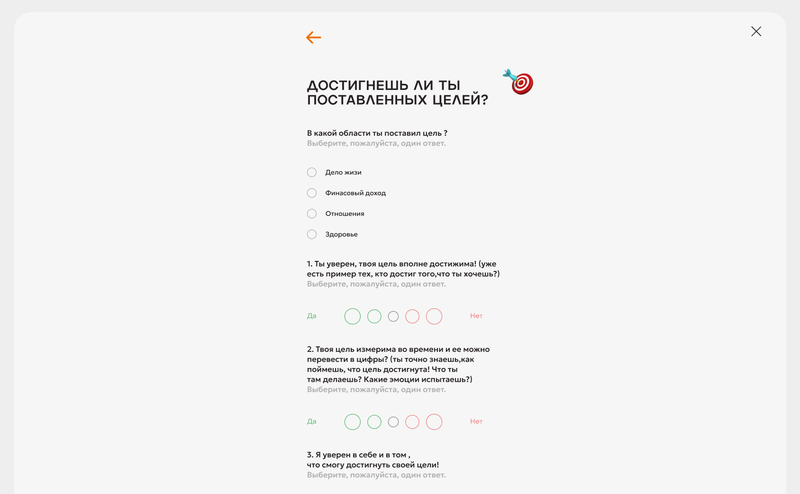 ДОСТИГНЕШЬ ЛИ ТЫ
ПОСТАВЛЕННЫХ ЦЕЛЕЙ?
В какой области ты поставил цель ?
Выберите, пожалуйста, один ответ.
Дело жизи
Финасовый доход
Отношения
Здоровье
1. Ты уверен, твоя цель вполне достижима! (уже
есть пример тех, кто достиг того,что ты хочешь?)
Выберите, пожалуйста, один ответ.
Да Нет
2. Твоя цель измерима во времени и ее можно
перевести в цифры? (ты точно знаешь,как
поймешь, что цель достигнута! Что ты
там делаешь? Какие эмоции испытаешь?)
Выберите, пожалуйста, один ответ.
Да Нет
3. Я уверен в себе и в том ,
что смогу достигнуть своей цели!
Выберите, пожалуйста, один ответ.